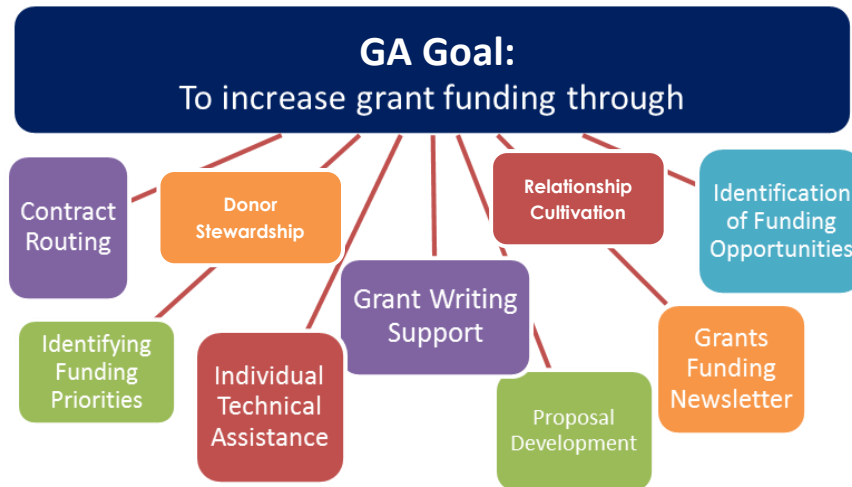 GA Goal:
To increase grant funding through
Contract
Routing
Donor
Stewardship
Relationship
Cultivation
Identification
of Funding
Opportunities
Identifying
Funding
Priorities
Individual
Technical
Assistance
Grant Writing
Support
Proposal
Development
Grants
Funding
Newsletter